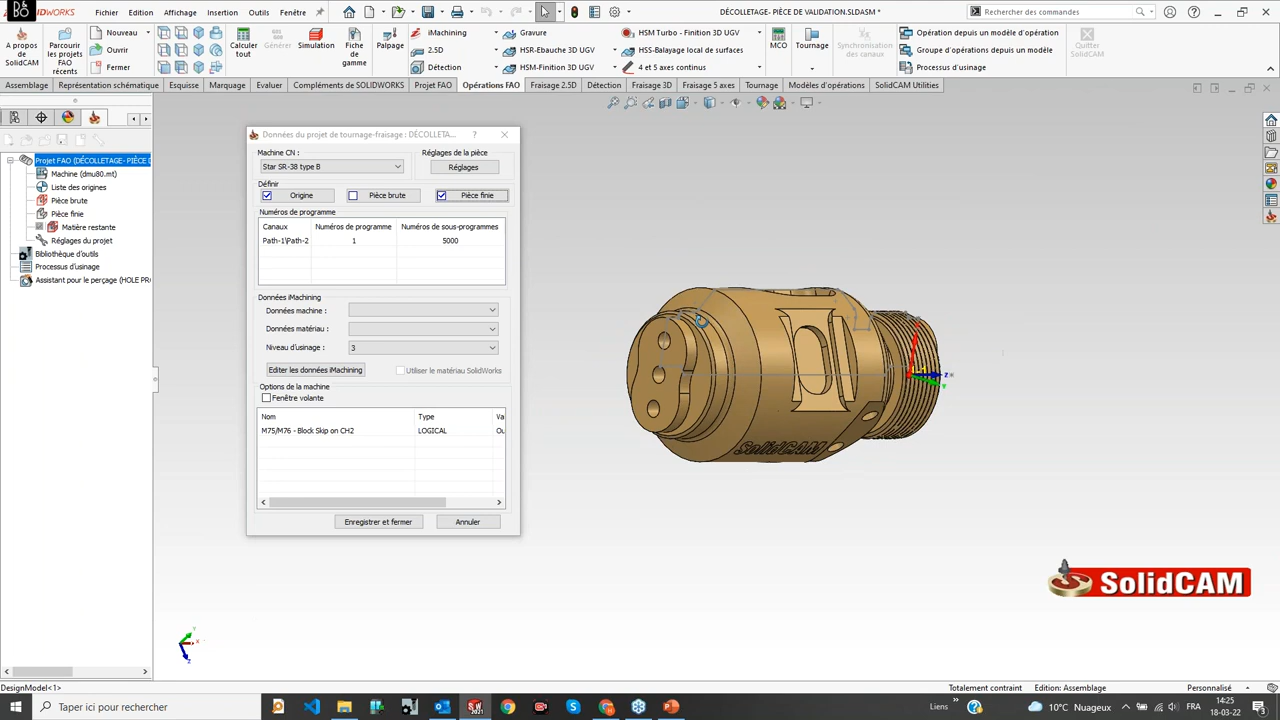 SOLIDWORKS
B&O
Fichier Edition Affichage Insertion Outils Fenêtre
DÉCOLLETAGE- PIÈCE DE VALIDATION.SLDASM *
Rechercher des commandes
A propos de SolidCAM
Parcourir les projets FAO récents
Nouveau
Ouvrir
Fermer
Calculer tout
Générer
Simulation
Fiche de gamme
Palpage
iMachining
2.5D
Détection
Gravure
HSR-Ebauche 3D UGV
HSM-Finition 3D UGV
HSM Turbo - Finition 3D UGV
HSS-Balayage local de surfaces
4 et 5 axes continus
MCO
Tournage
Synchronisation des canaux
Opération depuis un modèle d'opération
Groupe d'opérations depuis un modèle
Processus d'usinage
Quitter SolidCAM
Assemblage Représentation schématique Esquisse Marquage Evaluer Compléments de SOLIDWORKS Projet FAO Opérations FAO Fraisage 2.5D Détection Fraisage 3D Fraisage 5 axes Tournage Modèles d'opérations SolidCAM Utilities
Projet FAO (DÉCOLLETAGE- PIÈCE D
Machine (dmu80.mt)
Liste des origines
Pièce brute
Pièce finie
Matière restante
Réglages du projet
Bibliothèque d'outils
Processus d'usinage
Assistant pour le perçage (HOLE PR
Données du projet de tournage-fraisage : DÉCOLLETA...
Machine CN :
Réglages de la pièce
Star SR-38 type B
Réglages
Définir
Origine Pièce brute Pièce finie
Numéros de programme
Canaux Numéros de programme Numéros de sous-programmes
Path-1\Path-2 1 5000
Données iMachining
Données machine :
Données matériau :
Niveau d'usinage : 3
Editer les données iMachining
Utiliser le matériau SolidWorks
Options de la machine
Fenêtre volante
Nom Type Va
M75/M76 - Block Skip on CH2 LOGICAL Ou
Enregistrer et fermer Annuler
SolidCAM
z
Y
SolidCAM
Y
X
Z
DesignModel<1>
Totalement contraint Edition: Assemblage Personnalisé
Taper ici pour rechercher
Liens
10°C Nuageux
FRA
14:25
18-03-22